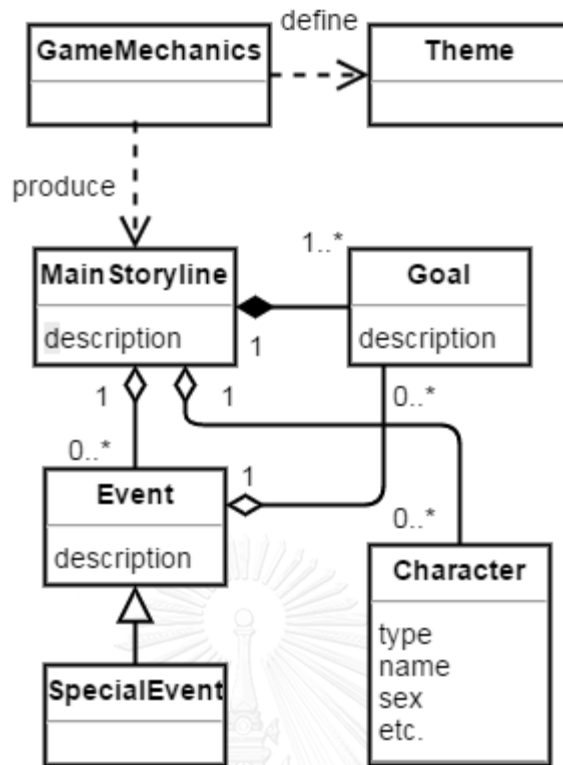 define
GameMechanics
Theme
produce
MainStoryline
1..*
Goal
description
1
description
1
1
0..*
0..*
1
Event
0..*
description
Character
type
name
sex
etc.
SpecialEvent